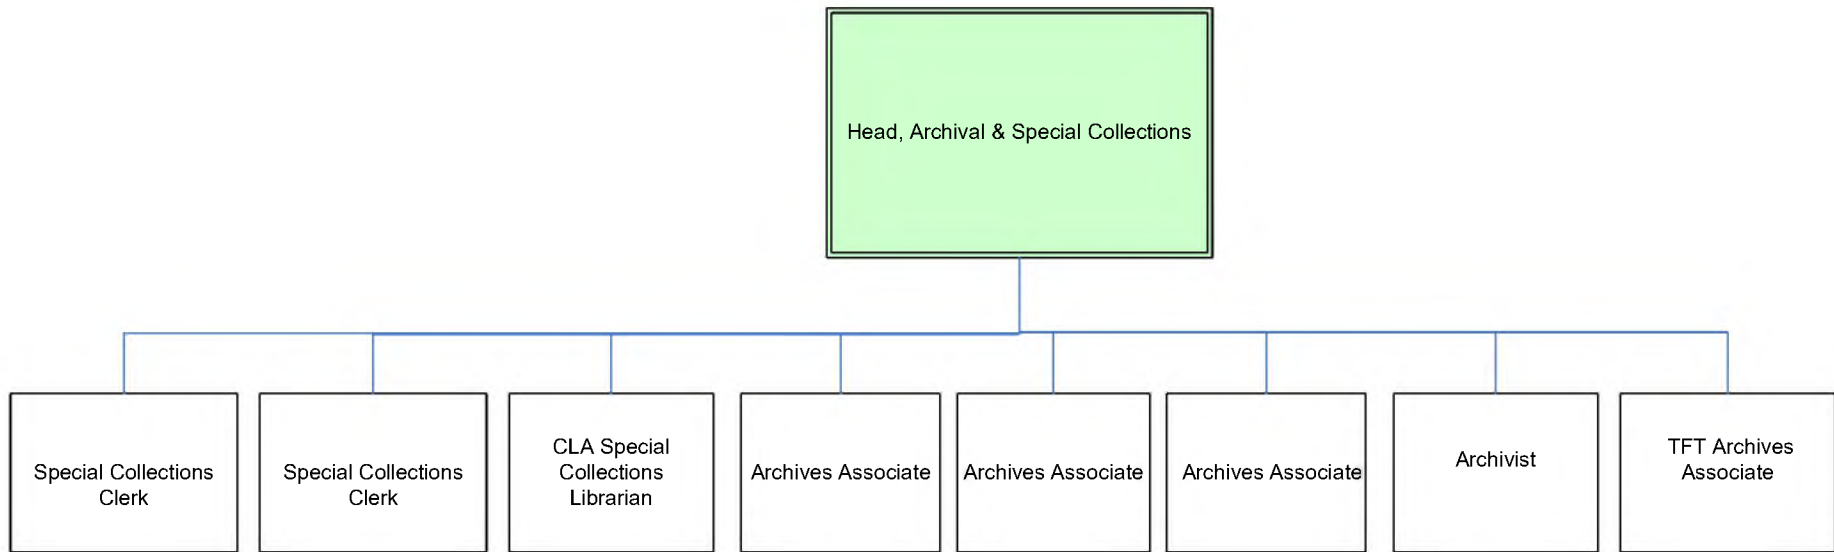 Head, Archival & Special Collections
Special Collections
Clerk
Special Collections
Clerk
CLA Special
Collections
Librarian
Archives Associate
Archives Associate
Archives Associate
Archivist
TFT Archives
Associate